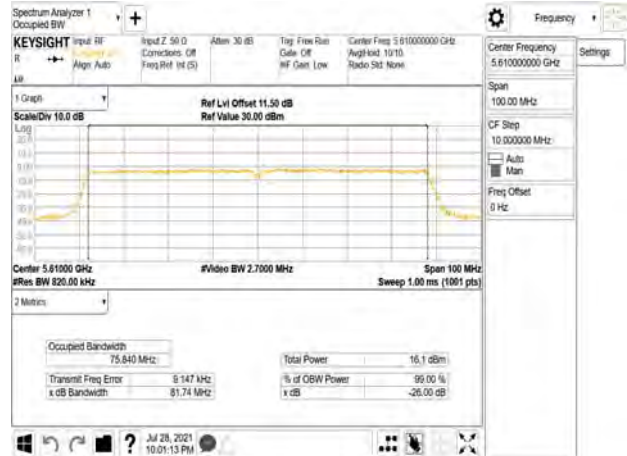 Spectrum Analyzer 1
Occupied BW
Frequency
KEYSIGHT
Input: RF
Input Z: 50 Ω
Atten: 30 dB
Trig: Free Run
Center Freq: 5.610000000 GHz
R
Corrections: Off
Gate: Off
Avg|Hold: 10/10
Align: Auto
Freq Ref: Int (S)
#IF Gain: Low
Radio Std: None
Center Frequency
5.610000000 GHz
Settings
Span
100.00 MHz
CF Step
10.000000 MHz
Auto
Man
Freq Offset
0 Hz
1 Graph
Ref Lvl Offset 11.50 dB
Scale/Div 10.0 dB
Ref Value 30.00 dBm
Log
Center 5.61000 GHz
#Video BW 2.7000 MHz
Span 100 MHz
#Res BW 820.00 kHz
Sweep 1.00 ms (1001 pts)
2 Metrics
Occupied Bandwidth
75.840 MHz
Total Power
16.1 dBm
Transmit Freq Error
9.147 kHz
% of OBW Power
99.00 %
x dB Bandwidth
81.74 MHz
x dB
-26.00 dB
Jul 28, 2021
10:01:13 PM